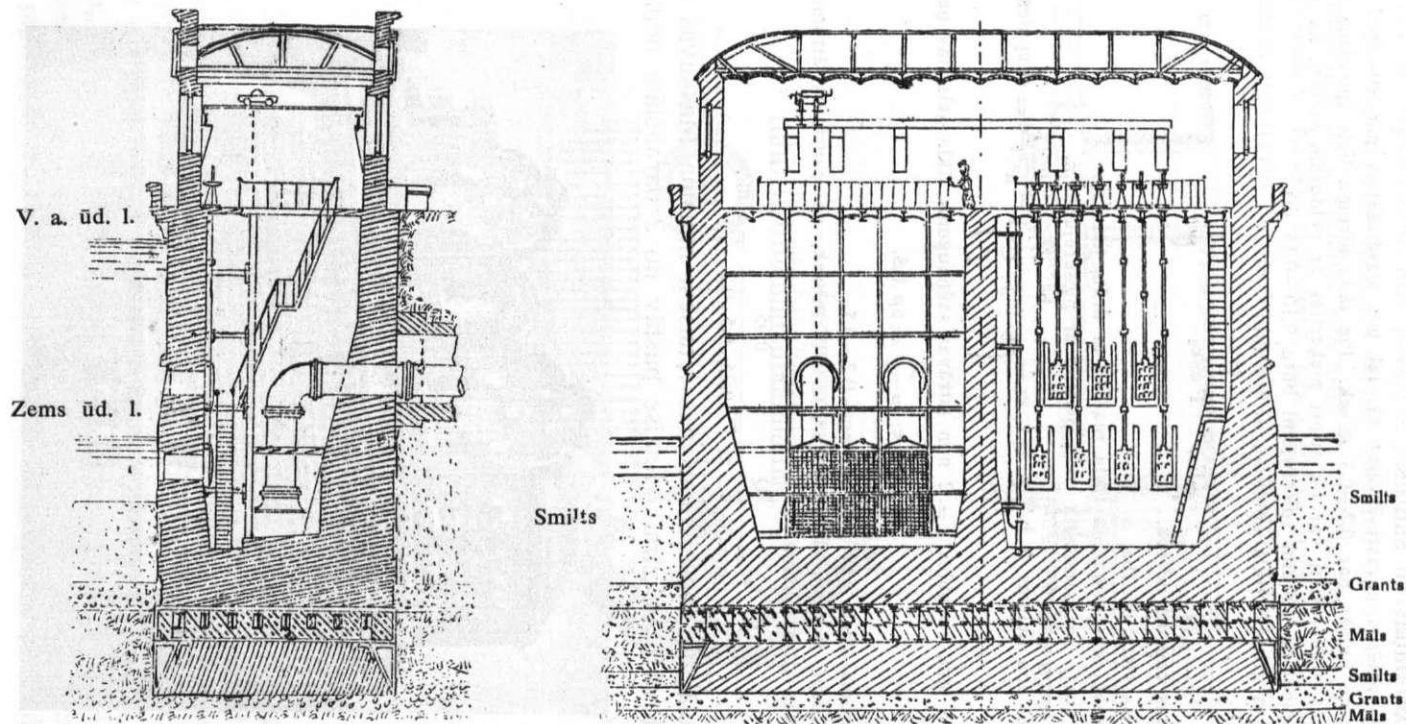 V. a. ūd. l.
Zems ūd. l.
Smilts
Smilts
Grants
Māls
Smilts
Grants
Māls